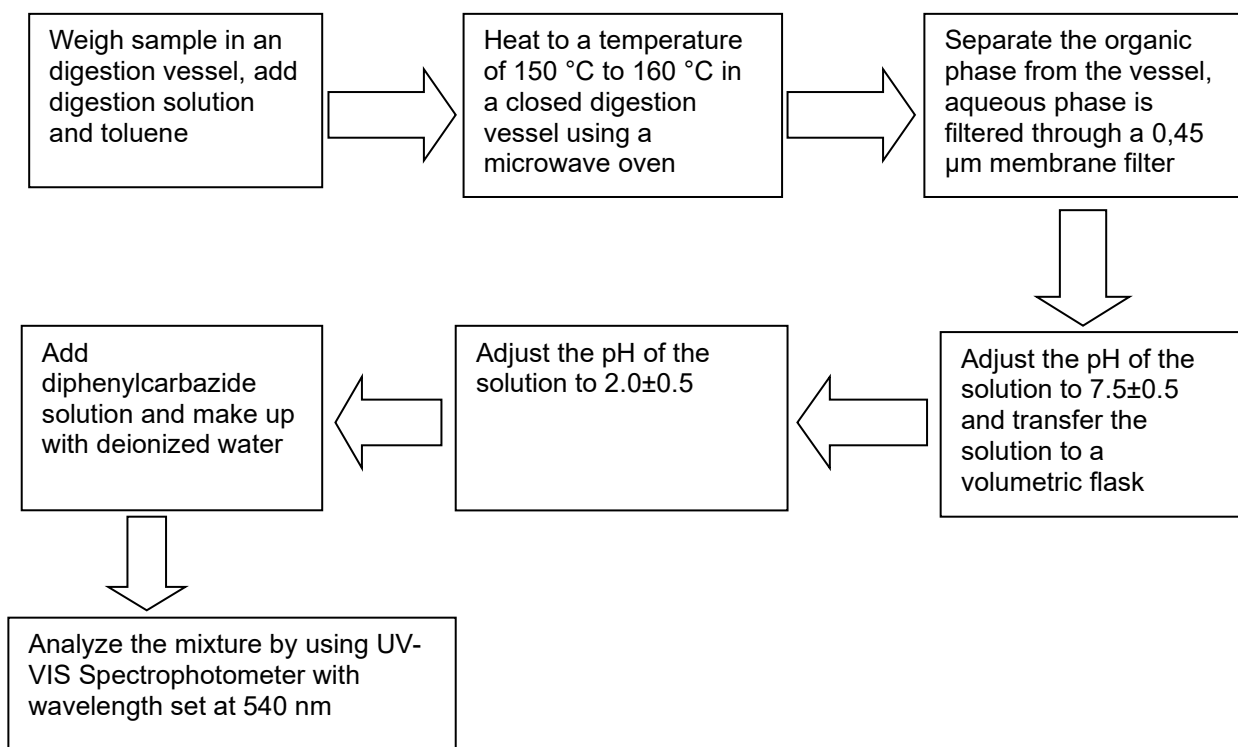 Weigh sample in an
digestion vessel, add
digestion solution
and toluene
Heat to a temperature
of 150 °C to 160 °C in
a closed digestion
vessel using a
microwave oven
Separate the organic
phase from the vessel,
aqueous phase is
filtered through a 0,45
µm membrane filter
Adjust the pH of the
solution to 7.5±0.5
and transfer the
solution to a
volumetric flask
Adjust the pH of the
solution to 2.0±0.5
Add
diphenylcarbazide
solution and make up
with deionized water
Analyze the mixture by using UV-
VIS Spectrophotometer with
wavelength set at 540 nm